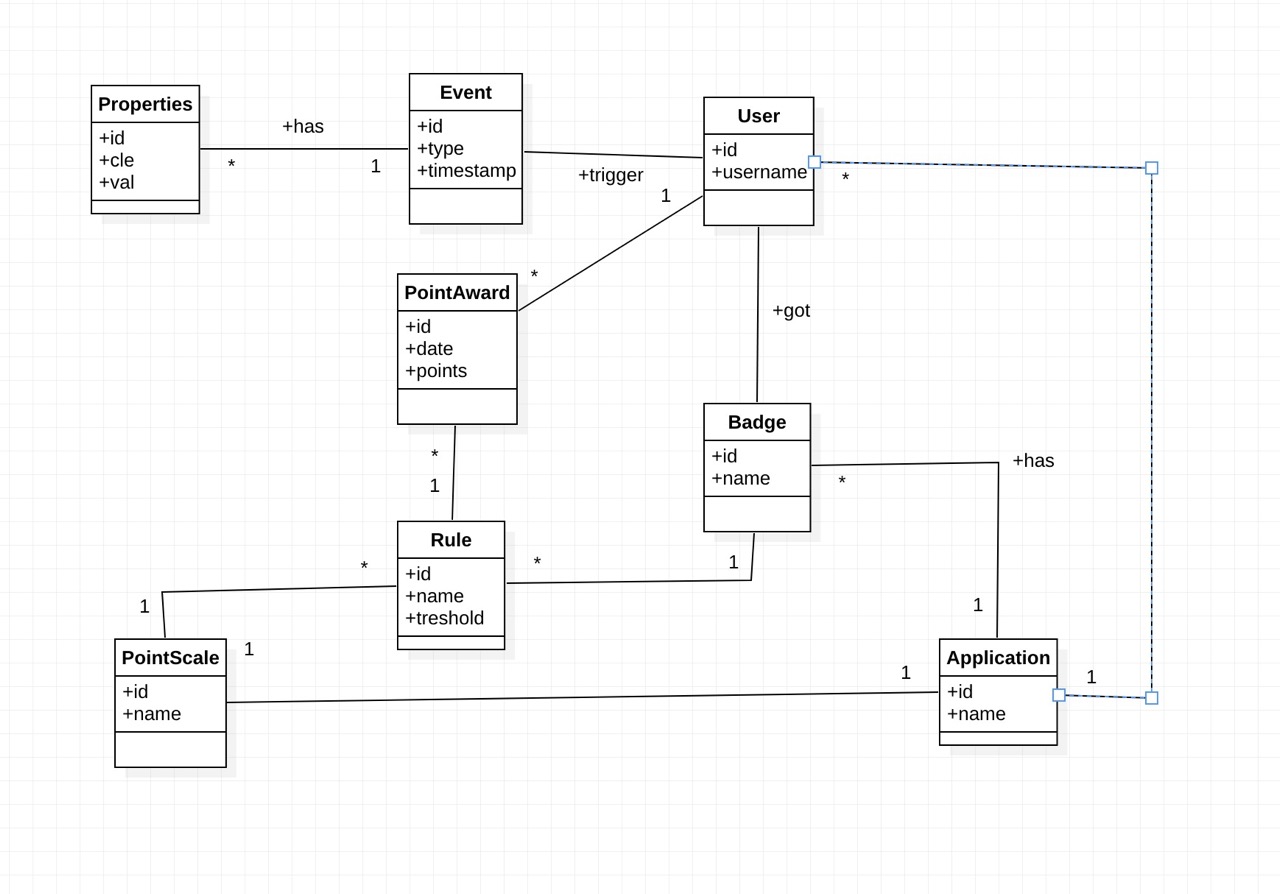 Properties
+id
+cle
+val
+has
*
1
Event
+id
+type
+timestamp
+trigger
1
User
+id
+username
*
*
PointAward
+id
+date
+points
+got
*
1
Badge
+id
+name
*
+has
1
Rule
+id
+name
+treshold
*
*
1
1
PointScale
+id
+name
1
1
Application
+id
+name
1